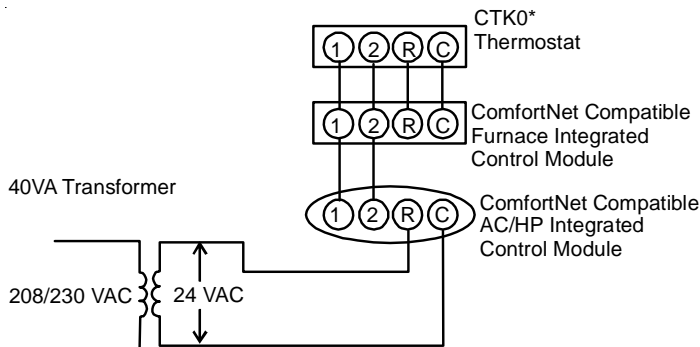 CTK0*
Thermostat
1 2 R C
1 2 R C
ComfortNet Compatible
Furnace Integrated
Control Module
40VA Transformer
1 2 R C
ComfortNet Compatible
AC/HP Integrated
Control Module
208/230 VAC
24 VAC